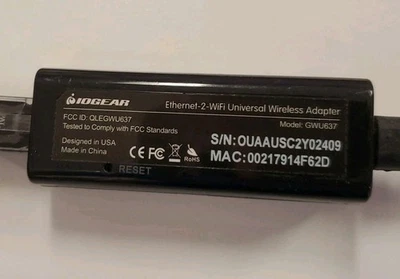 IOGEAR
Ethernet-2-WiFi Universal Wireless Adapter
FCC ID: QLEGWU637
Model: GWU637
Tested to Comply with FCC Standards
S/N: OUAAUSC2Y02409
Designed in USA
Made in China
CE FC RoHS
MAC: 00217914F62D
RESET